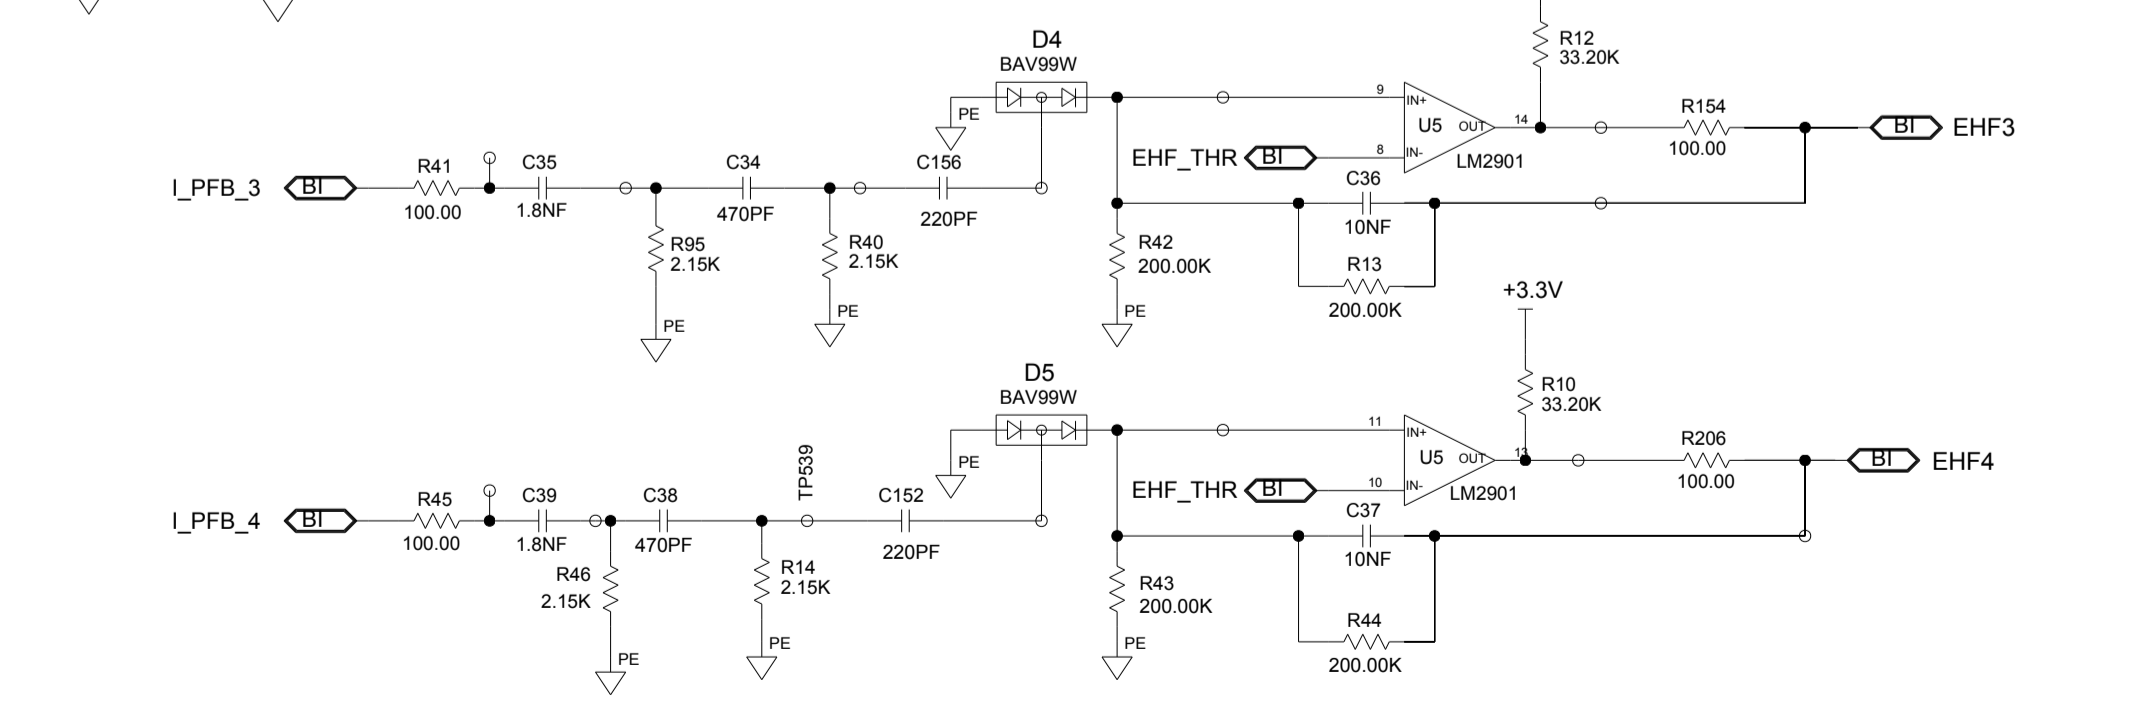 R12
33.20K
D4
BAV99W
PE
9
IN+
U5
OUT
14
R154
100.00
BI
EHF3
EHF_THR
BI
8
IN-
LM2901
I_PFB_3
BI
R41
100.00
C35
1.8NF
C34
470PF
C156
220PF
C36
10NF
R95
2.15K
PE
R40
2.15K
PE
R42
200.00K
PE
R13
200.00K
+3.3V
R10
33.20K
D5
BAV99W
PE
11
IN+
U5
OUT
13
R206
100.00
BI
EHF4
EHF_THR
BI
10
IN-
LM2901
I_PFB_4
BI
R45
100.00
C39
1.8NF
C38
470PF
TP539
C152
220PF
C37
10NF
R46
2.15K
PE
R14
2.15K
PE
R43
200.00K
PE
R44
200.00K